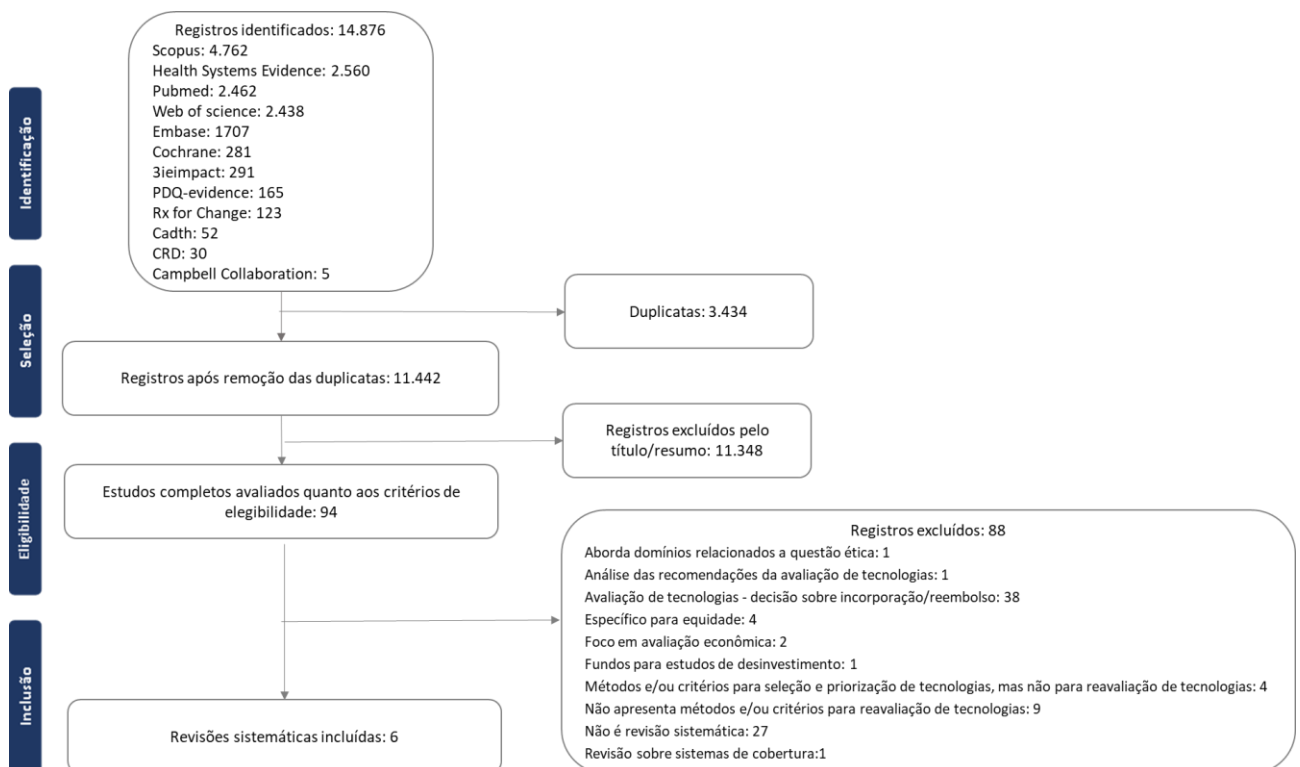 Registros identificados: 14.876
Scopus: 4.762
Health Systems Evidence: 2.560
Pubmed: 2.462
Web of science: 2.438
Embase: 1707
Cochrane: 281
3ieimpact: 291
PDQ-evidence: 165
Rx for Change: 123
Cadth: 52
CRD: 30
Campbell Collaboration: 5
Identificação
Duplicatas: 3.434
Seleção
Registros após remoção das duplicatas: 11.442
Registros excluídos pelo
título/resumo: 11.348
Elígibilidade
Estudos completos avaliados quanto aos critérios de
elegibilidade: 94
Registros excluídos: 88
Aborda domínios relacionados a questão ética: 1
Análise das recomendações da avaliação de tecnologias: 1
Avaliação de tecnologias - decisão sobre incorporação/reembolso: 38
Específico para equidade: 4
Foco em avaliação econômica: 2
Fundos para estudos de desinvestimento: 1
Métodos e/ou critérios para seleção e priorização de tecnologias, mas não para reavaliação de tecnologias: 4
Não apresenta métodos e/ou critérios para reavaliação de tecnologias: 9
Não é revisão sistemática: 27
Revisão sobre sistemas de cobertura:1
Inclusão
Revisões sistemáticas incluídas: 6